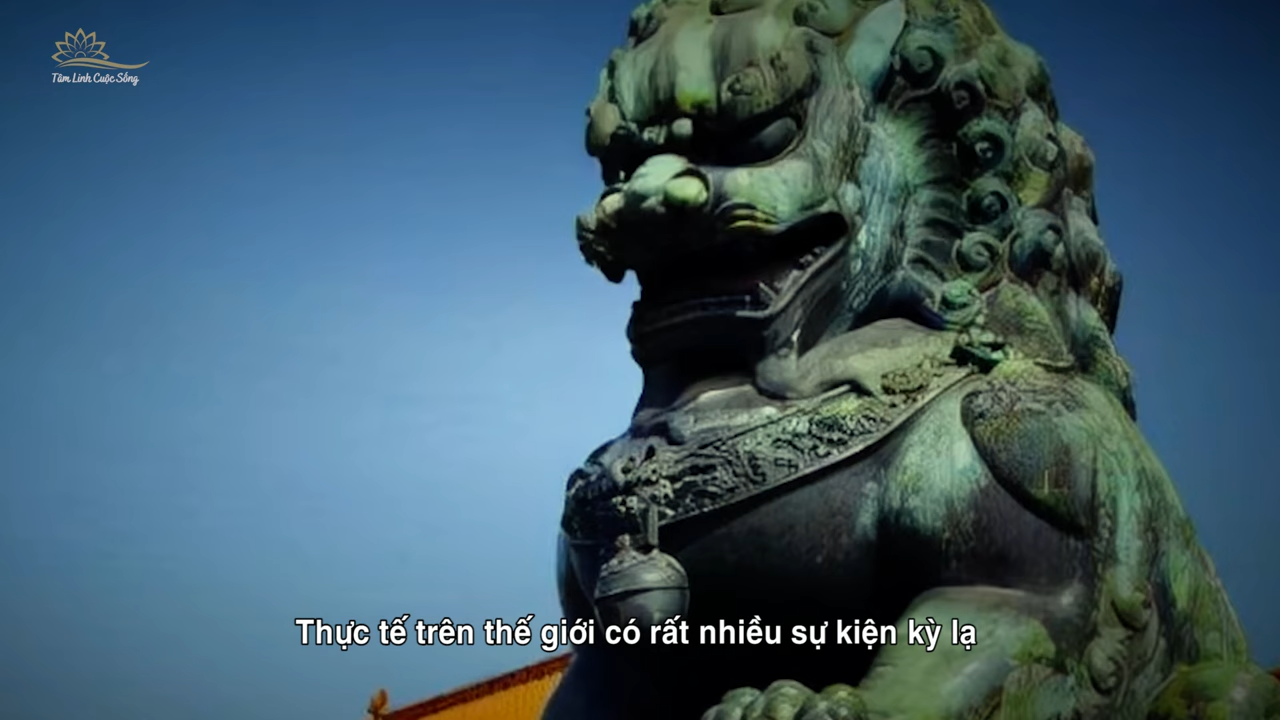 Tâm Linh Cuộc Sống
Thực tế trên thế giới có rất nhiều sự kiện kỳ lạ